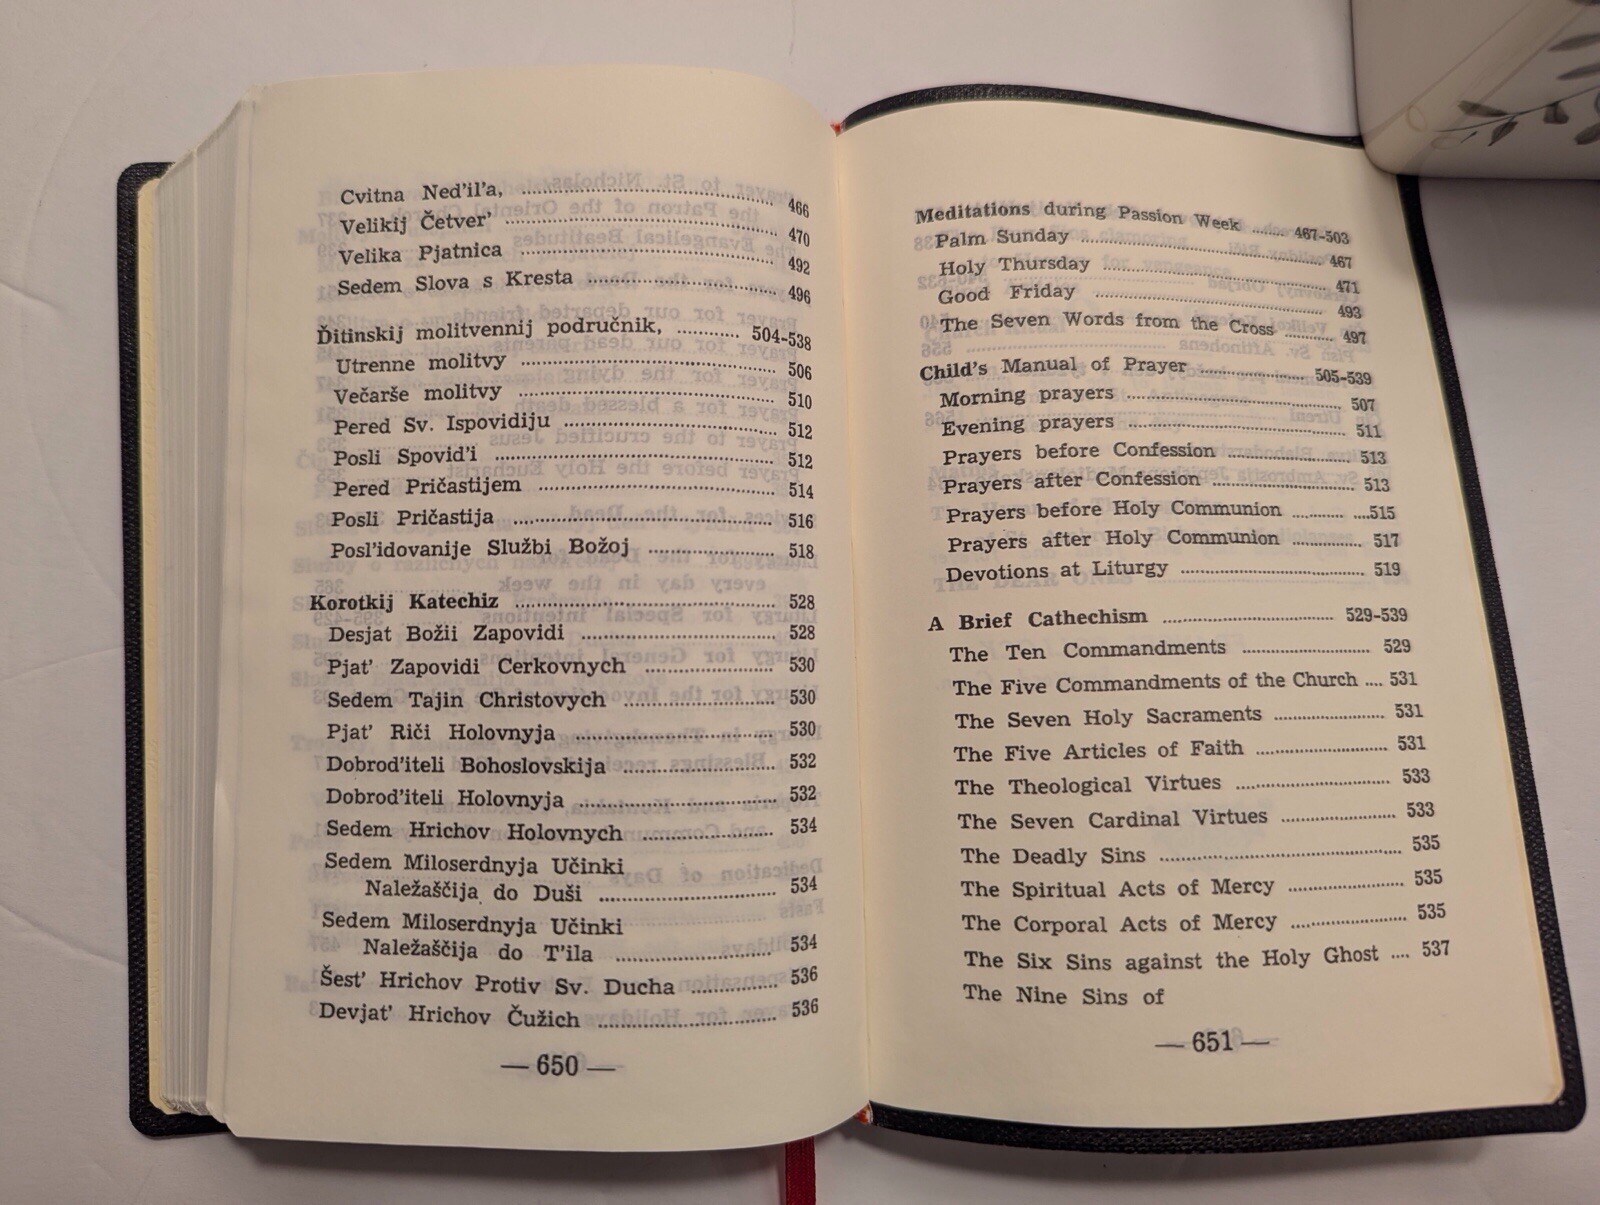 Cvitna Ned'il'a, ........ 466
Velikij Četver' ........ 470
Velika Pjatnica ........ 492
Sedem Slova s Kresta ........ 496
Ďitinskij molitvennij područnik, ........ 504-538
Utrenne molitvy ........ 506
Večarše molitvy ........ 510
Pered Sv. Ispovidiju ........ 512
Posli Spovid'i ........ 512
Pered Pričastijem ........ 514
Posli Pričastija ........ 516
Posl'idovanije Službi Božoj ........ 518
Korotkij Katechiz ........ 528
Desjat Božii Zapovidi ........ 528
Pjat' Zapovidi Cerkovnych ........ 530
Sedem Tajin Christovych ........ 530
Pjat' Riči Holovnyja ........ 530
Dobrod'iteli Bohoslovskija ........ 532
Dobrod'iteli Holovnyja ........ 532
Sedem Hrichov Holovnych ........ 534
Sedem Miloserdnyja Učinki
Naležaščija do Duši ........ 534
Sedem Miloserdnyja Učinki
Naležaščija do T'ila ........ 534
Šest' Hrichov Protiv Sv. Ducha ........ 536
Devjat' Hrichov Čužich ........ 536
— 650 —
Meditations during Passion Week ........ 467-503
Palm Sunday ........ 467
Holy Thursday ........ 471
Good Friday ........ 493
The Seven Words from the Cross ........ 497
Child's Manual of Prayer ........ 505-539
Morning prayers ........ 507
Evening prayers ........ 511
Prayers before Confession ........ 513
Prayers after Confession ........ 513
Prayers before Holy Communion ........ 515
Prayers after Holy Communion ........ 517
Devotions at Liturgy ........ 519
A Brief Cathechism ........ 529-539
The Ten Commandments ........ 529
The Five Commandments of the Church .... 531
The Seven Holy Sacraments ........ 531
The Five Articles of Faith ........ 531
The Theological Virtues ........ 533
The Seven Cardinal Virtues ........ 533
The Deadly Sins ........ 535
The Spiritual Acts of Mercy ........ 535
The Corporal Acts of Mercy ........ 535
The Six Sins against the Holy Ghost .... 537
The Nine Sins of
— 651 —